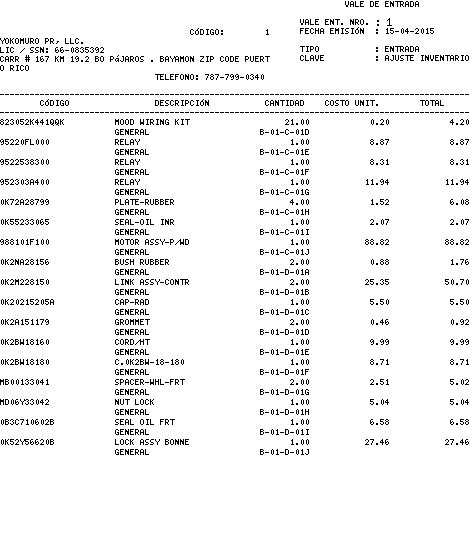 VALE DE ENTRADA
VALE ENT. NRO. : 1
CÓDIGO: 1 FECHA EMISIÓN : 15-04-2015
YOKOMURO PR, LLC.
LIC / SSN: 66-0835392 TIPO : ENTRADA
CARR # 167 KM 19.2 BO PÁJAROS . BAYAMON ZIP CODE PUERT CLAVE : AJUSTE INVENTARIO
O RICO
TELEFONO: 787-799-0340
CÓDIGO DESCRIPCIÓN CANTIDAD COSTO UNIT. TOTAL
823052K441QQK MOOD WIRING KIT 21.00 0.20 4.20
GENERAL B-01-C-01D
95220FL000 RELAY 1.00 8.87 8.87
GENERAL B-01-C-01E
9522538300 RELAY 1.00 8.31 8.31
GENERAL B-01-C-01F
952303A400 RELAY 1.00 11.94 11.94
GENERAL B-01-C-01G
0K72A28799 PLATE-RUBBER 4.00 1.52 6.08
GENERAL B-01-C-01H
0K55233065 SEAL-OIL INR 1.00 2.07 2.07
GENERAL B-01-C-01I
988101F100 MOTOR ASSY-P/WD 1.00 88.82 88.82
GENERAL B-01-C-01J
0K2NA28156 BUSH RUBBER 2.00 0.88 1.76
GENERAL B-01-D-01A
0K2M228150 LINK ASSY-CONTR 2.00 25.35 50.70
GENERAL B-01-D-01B
0K20215205A CAP-RAD 1.00 5.50 5.50
GENERAL B-01-D-01C
0K2A151179 GROMMET 2.00 0.46 0.92
GENERAL B-01-D-01D
0K2BW18160 CORD/HT 1.00 9.99 9.99
GENERAL B-01-D-01E
0K2BW18180 C.0K2BW-18-180 1.00 8.71 8.71
GENERAL B-01-D-01F
MB00133041 SPACER-WHL-FRT 2.00 2.51 5.02
GENERAL B-01-D-01G
MD06Y33042 NUT LOCK 1.00 5.04 5.04
GENERAL B-01-D-01H
0B3C710602B SEAL OIL FRT 1.00 6.58 6.58
GENERAL B-01-D-01I
0K52Y56620B LOCK ASSY BONNE 1.00 27.46 27.46
GENERAL B-01-D-01J